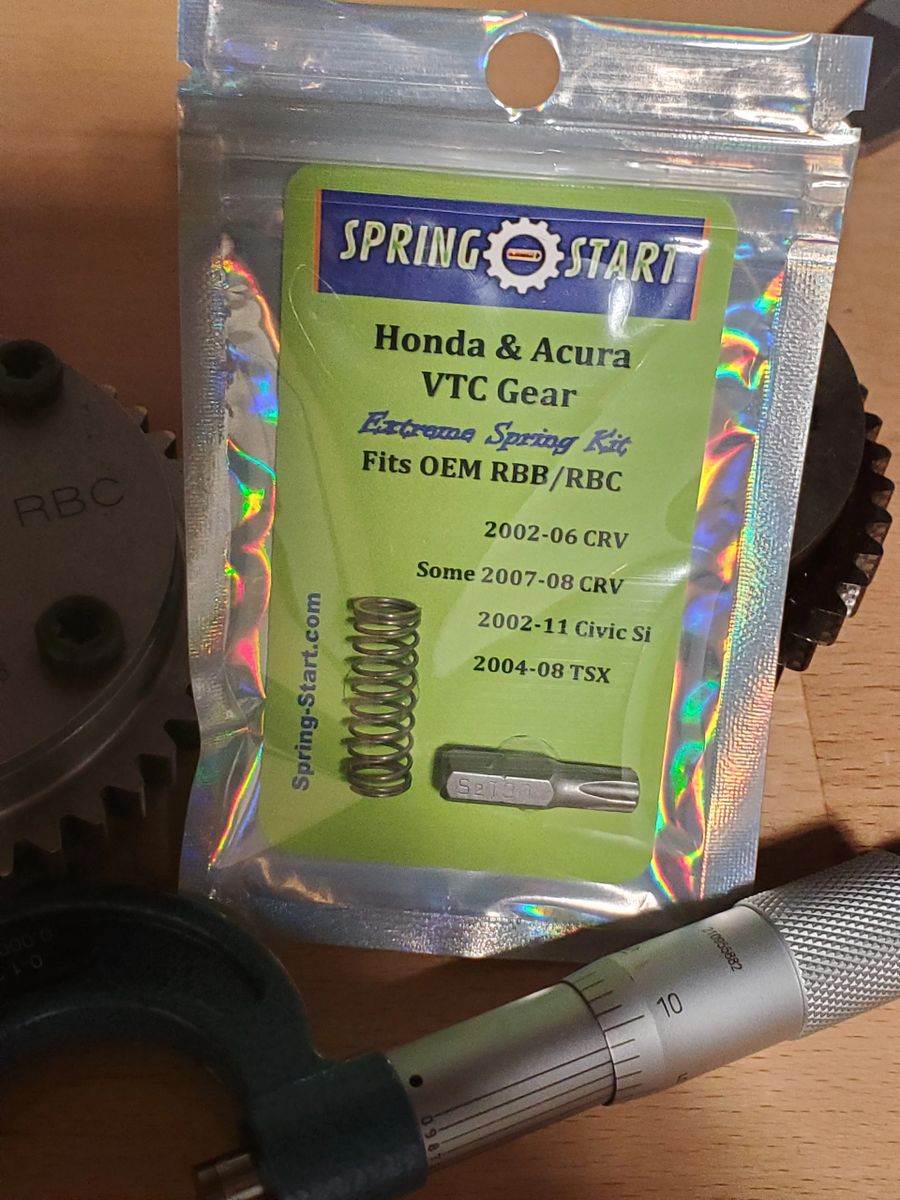 SPRING START
Honda & Acura
VTC Gear
Extreme Spring Kit
Fits OEM RBB/RBC
2002-06 CRV
Some 2007-08 CRV
2002-11 Civic Si
2004-08 TSX
Spring-Start.com
RBC
21085882
10